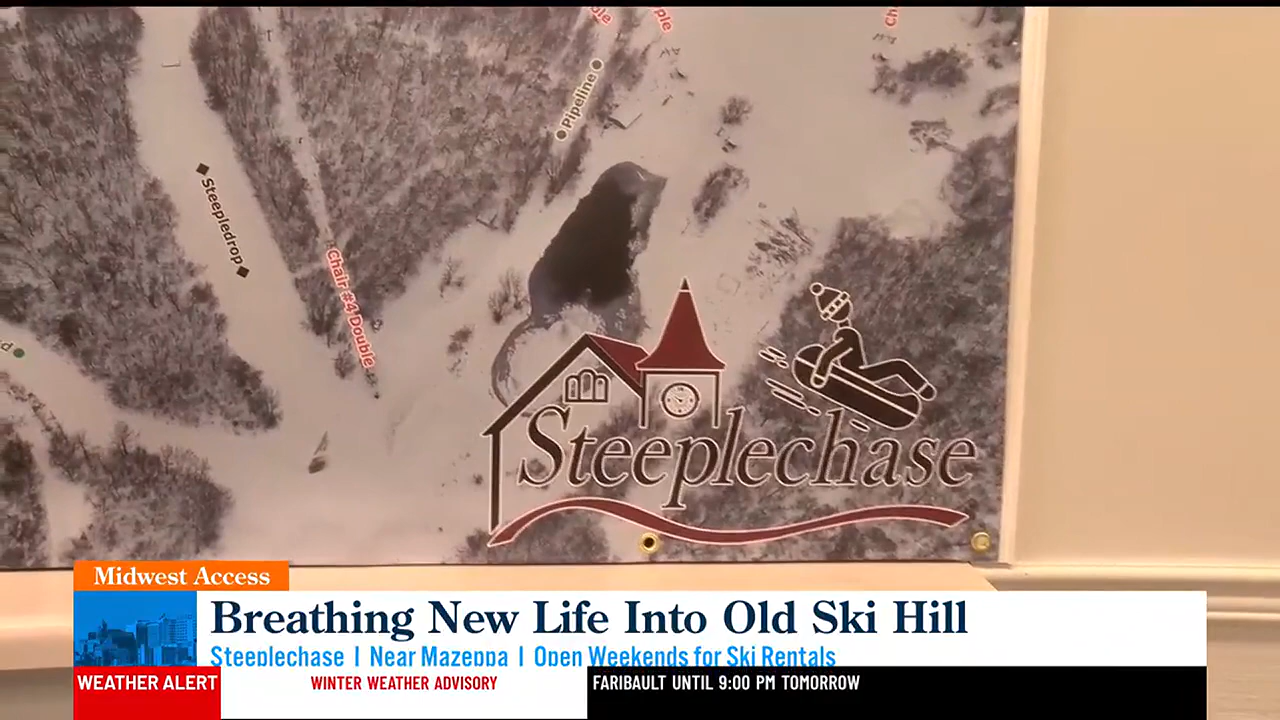 Pipeline
Steepledrop
Chair #4 Double
Steeplechase
Midwest Access
Breathing New Life Into Old Ski Hill
Steeplechase | Near Mazeppa | Open Weekends for Ski Rentals
WEATHER ALERT
WINTER WEATHER ADVISORY
FARIBAULT UNTIL 9:00 PM TOMORROW